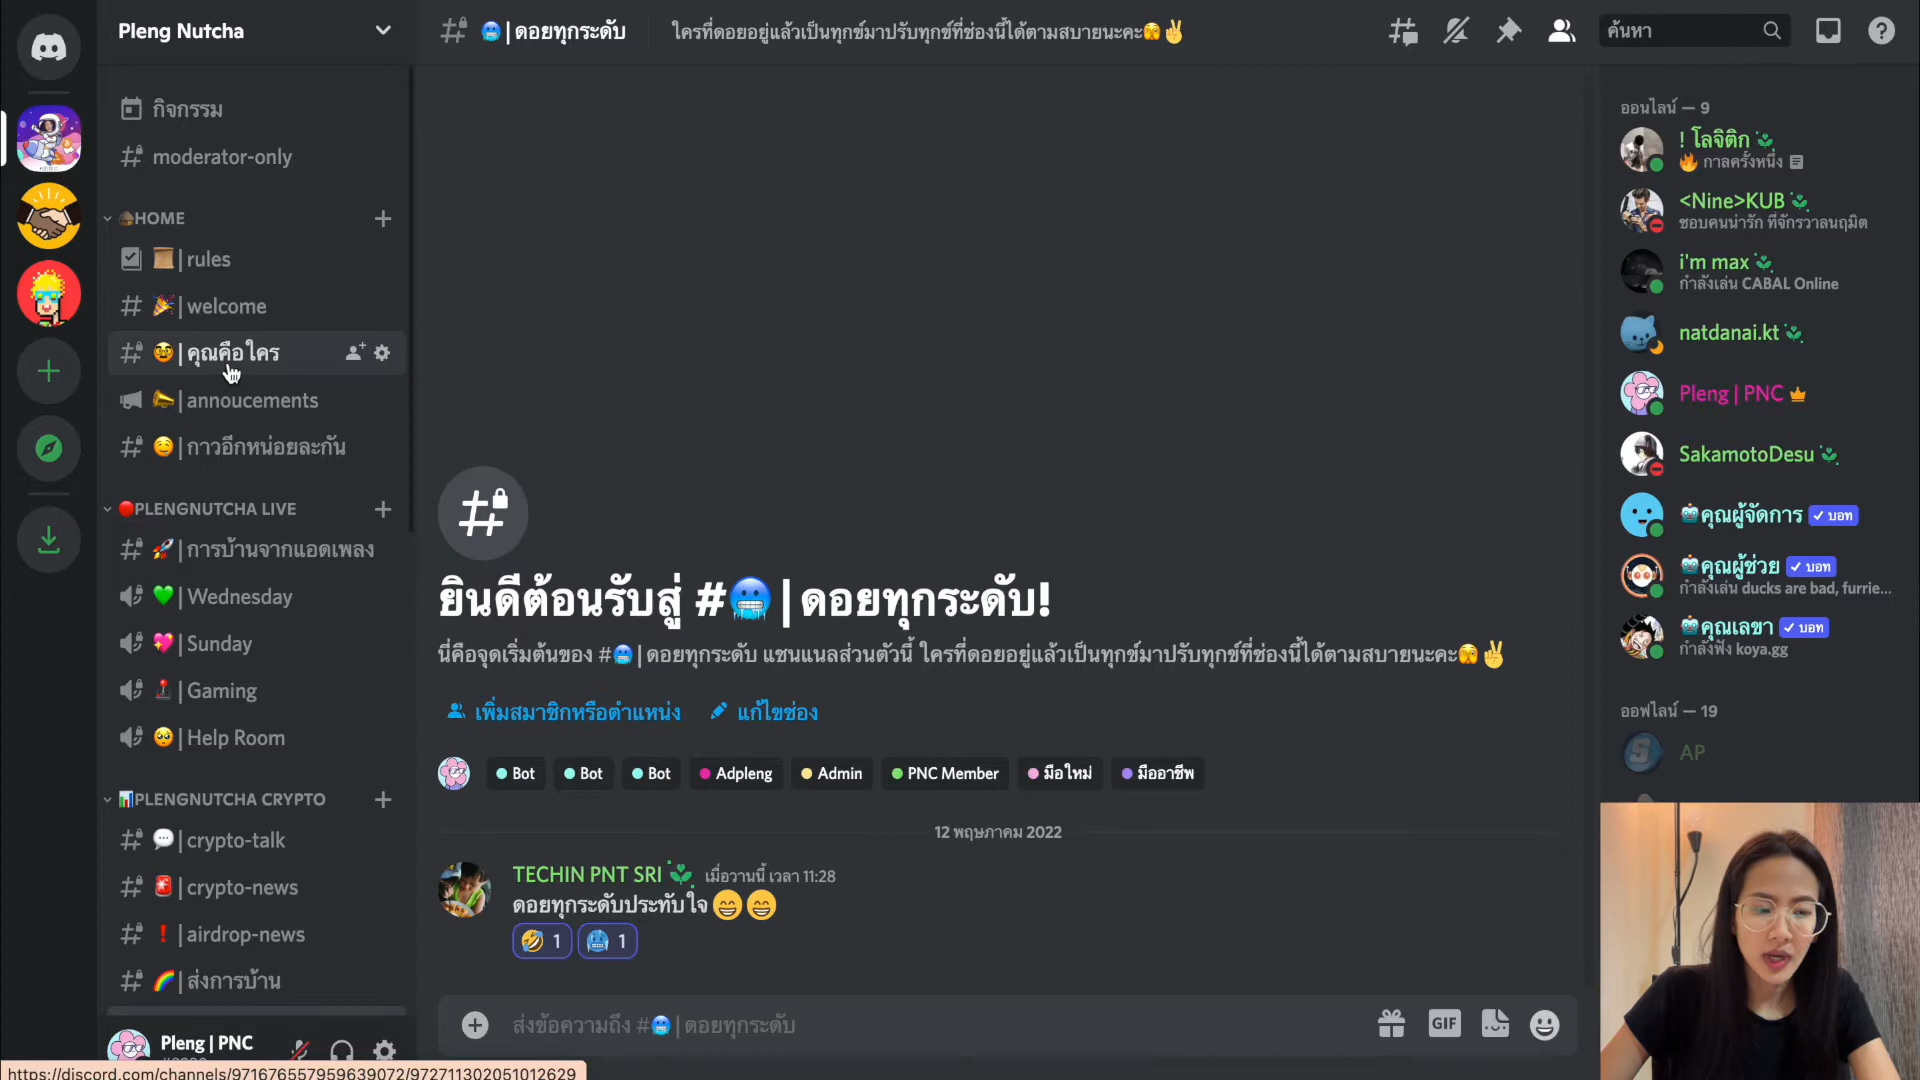 Pleng Nutcha
กิจกรรม
moderator-only
HOME
| rules
| welcome
| คุณคือใคร
| annoucements
| กาวอีกหน่อยละกัน
PLENGNUTCHA LIVE
| การบ้านจากแอดเพลง
| Wednesday
| Sunday
| Gaming
| Help Room
PLENGNUTCHA CRYPTO
| crypto-talk
| crypto-news
| airdrop-news
| ส่งการบ้าน
Pleng | PNC
https://discord.com/channels/971676557959639072/972711302051012629
🥶 | ดอยทุกระดับ
ใครที่ดอยอยู่แล้วเป็นทุกข์มาปรับทุกข์ที่ช่องนี้ได้ตามสบายนะคะ🫣✌
ค้นหา
ยินดีต้อนรับสู่ #🥶 | ดอยทุกระดับ!
นี่คือจุดเริ่มต้นของ #🥶 | ดอยทุกระดับ แชนแนลส่วนตัวนี้ ใครที่ดอยอยู่แล้วเป็นทุกข์มาปรับทุกข์ที่ช่องนี้ได้ตามสบายนะคะ🫣✌
เพิ่มสมาชิกหรือตำแหน่ง
แก้ไขช่อง
Bot Bot Bot Adpleng Admin PNC Member มือใหม่ มืออาชีพ
12 พฤษภาคม 2022
TECHIN PNT SRI เมื่อวานนี้ เวลา 11:28
ดอยทุกระดับประทับใจ😁😁
🤣 1 🥶 1
ส่งข้อความถึง #🥶 | ดอยทุกระดับ
GIF
ออนไลน์ — 9
! โลจิติก
🔥 กาลครั้งหนึ่ง
<Nine>KUB
ชอบคนน่ารัก ที่จักรวาลนฤมิต
i'm max
กำลังเล่น CABAL Online
natdanai.kt
Pleng | PNC
SakamotoDesu
🤖คุณผู้จัดการ ✓ บอท
🤖คุณผู้ช่วย ✓ บอท
กำลังเล่น ducks are bad, furrie...
🤖คุณเลขา ✓ บอท
กำลังฟัง koya.gg
ออฟไลน์ — 19
AP